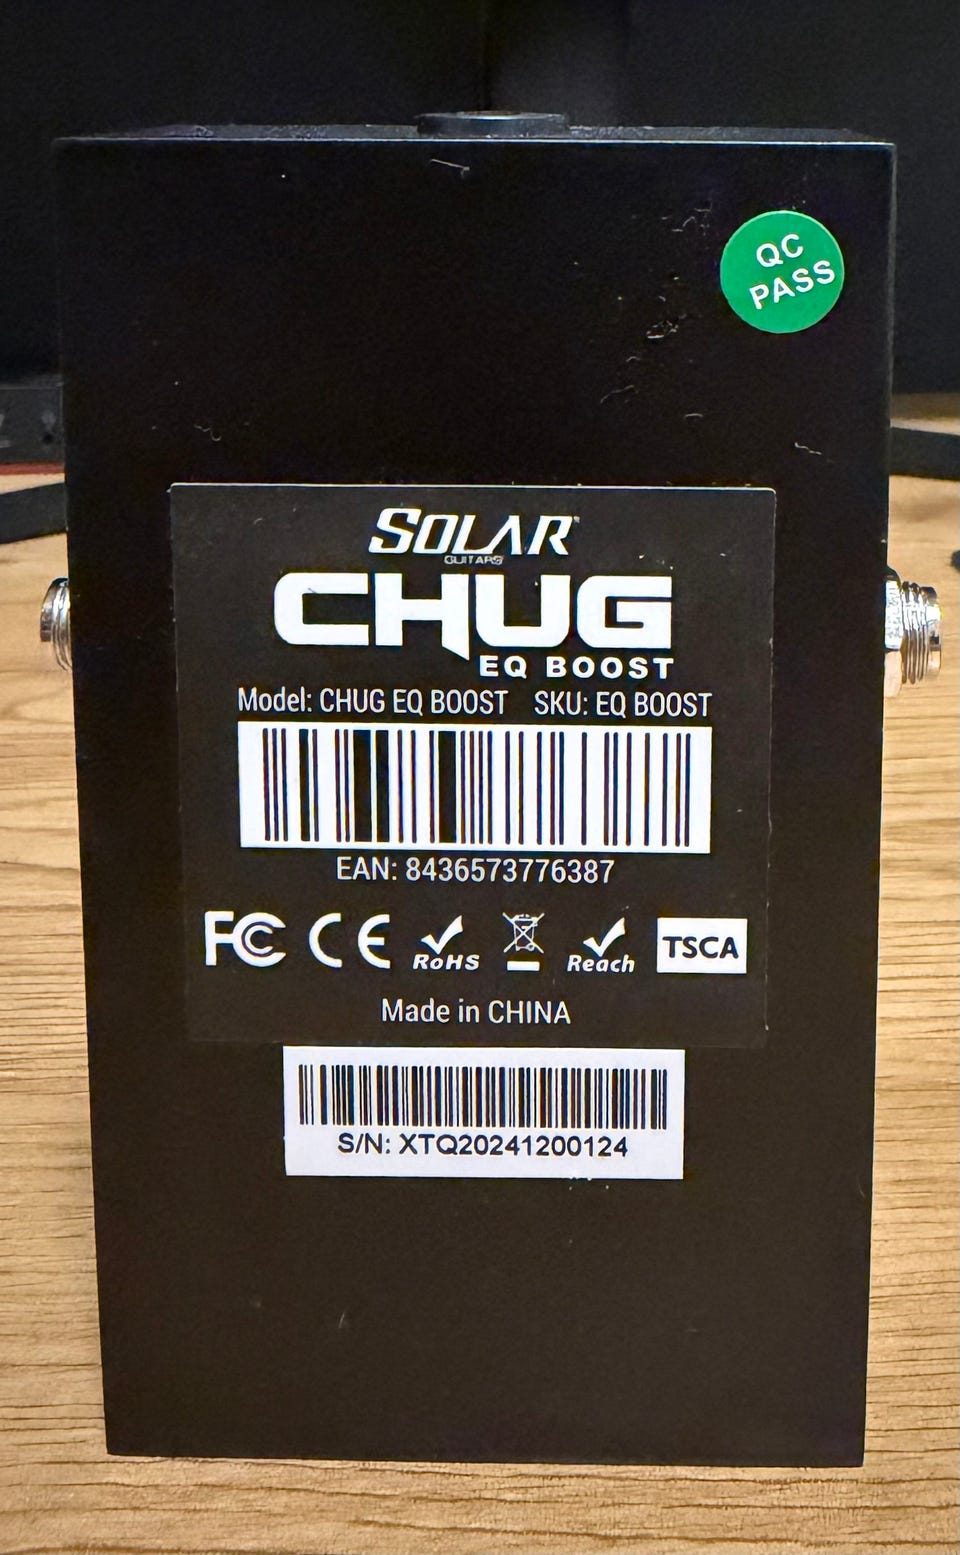 QC
PASS
SOLAR
GUITARS
CHUG
EQ BOOST
Model: CHUG EQ BOOST SKU: EQ BOOST
EAN: 8436573776387
FC CE RoHS Reach TSCA
Made in CHINA
S/N: XTQ20241200124